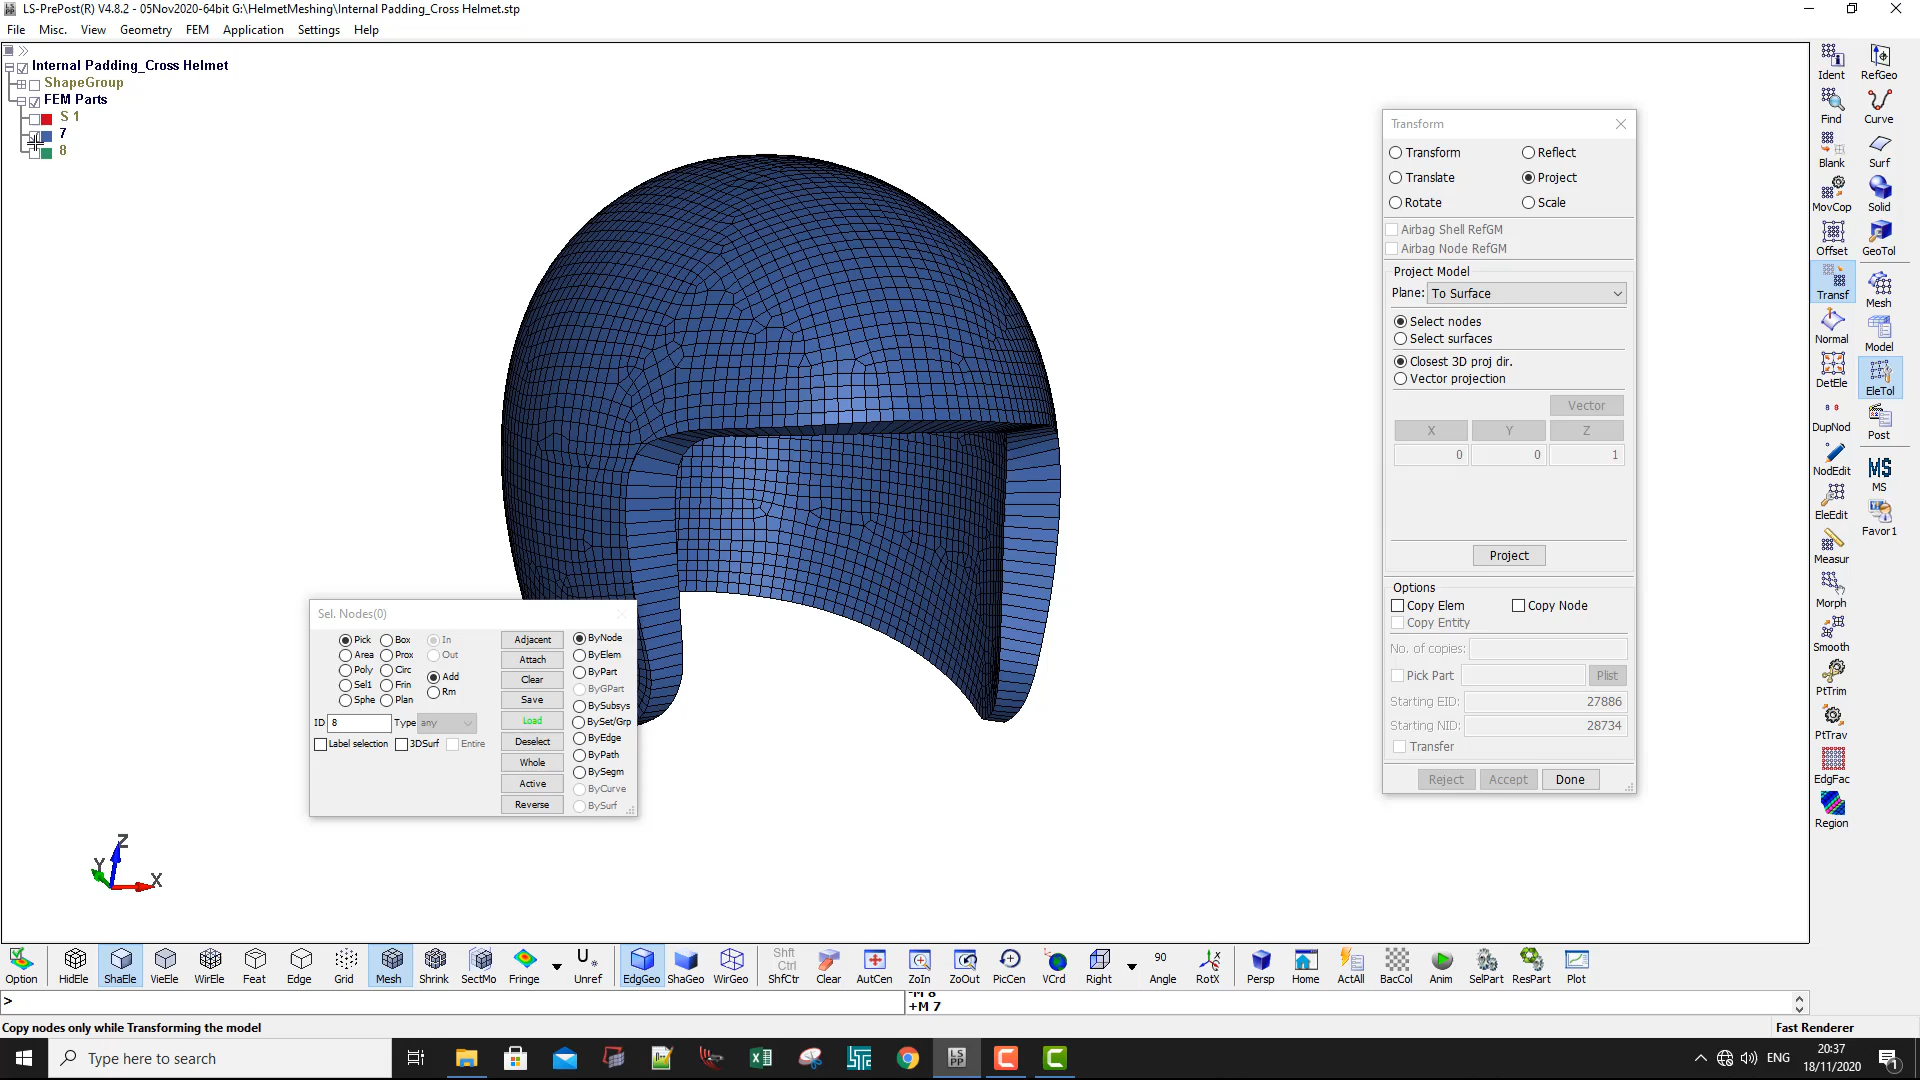 LS-PrePost(R) V4.8.2 - 05Nov2020-64bit G:\HelmetMeshing\Internal Padding_Cross Helmet.stp
File Misc. View Geometry FEM Application Settings Help
Internal Padding_Cross Helmet
ShapeGroup
FEM Parts
S 1
7
8
Transform
Transform Reflect
Translate Project
Rotate Scale
Airbag Shell RefGM
Airbag Node RefGM
Project Model
Plane: To Surface
Select nodes
Select surfaces
Closest 3D proj dir.
Vector projection
Vector
X Y Z
0 0 1
Project
Options
Copy Elem Copy Node
Copy Entity
No. of copies:
Pick Part Plist
Starting EID: 27886
Starting NID: 28734
Transfer
Reject Accept Done
Ident RefGeo
Find Curve
Blank Surf
MovCop Solid
Offset GeoTol
Transf Mesh
Normal Model
DetEle EleTol
DupNod Post
NodEdit MS
MS
EleEdit Favor1
Measur
Morph
Smooth
PtTrim
PtTrav
EdgFac
Region
Sel. Nodes(0)
Pick Box In Adjacent ByNode
Area Prox Out Attach ByElem
Poly Circ Add Clear ByPart
Sel1 Frin Rm Save ByGPart
Sphe Plan Load BySubsys
ID 8 Type any Deselect BySet/Grp
Label selection 3DSurf Entire Whole ByEdge
Active ByPath
Reverse BySegm
ByCurve
BySurf
Z
Y
X
Shft
Ctrl
U
90
Option HidEle ShaEle VieEle WirEle Feat Edge Grid Mesh Shrink SectMo Fringe Unref EdgGeo ShaGeo WirGeo ShfCtr Clear AutCen ZoIn ZoOut PicCen VCrd Right Angle RotX Persp Home ActAll BacCol Anim SelPart ResPart Plot
>
-M 8
+M 7
Copy nodes only while Transforming the model
Fast Renderer
Type here to search
LS
PP
ENG
20:37
18/11/2020
1